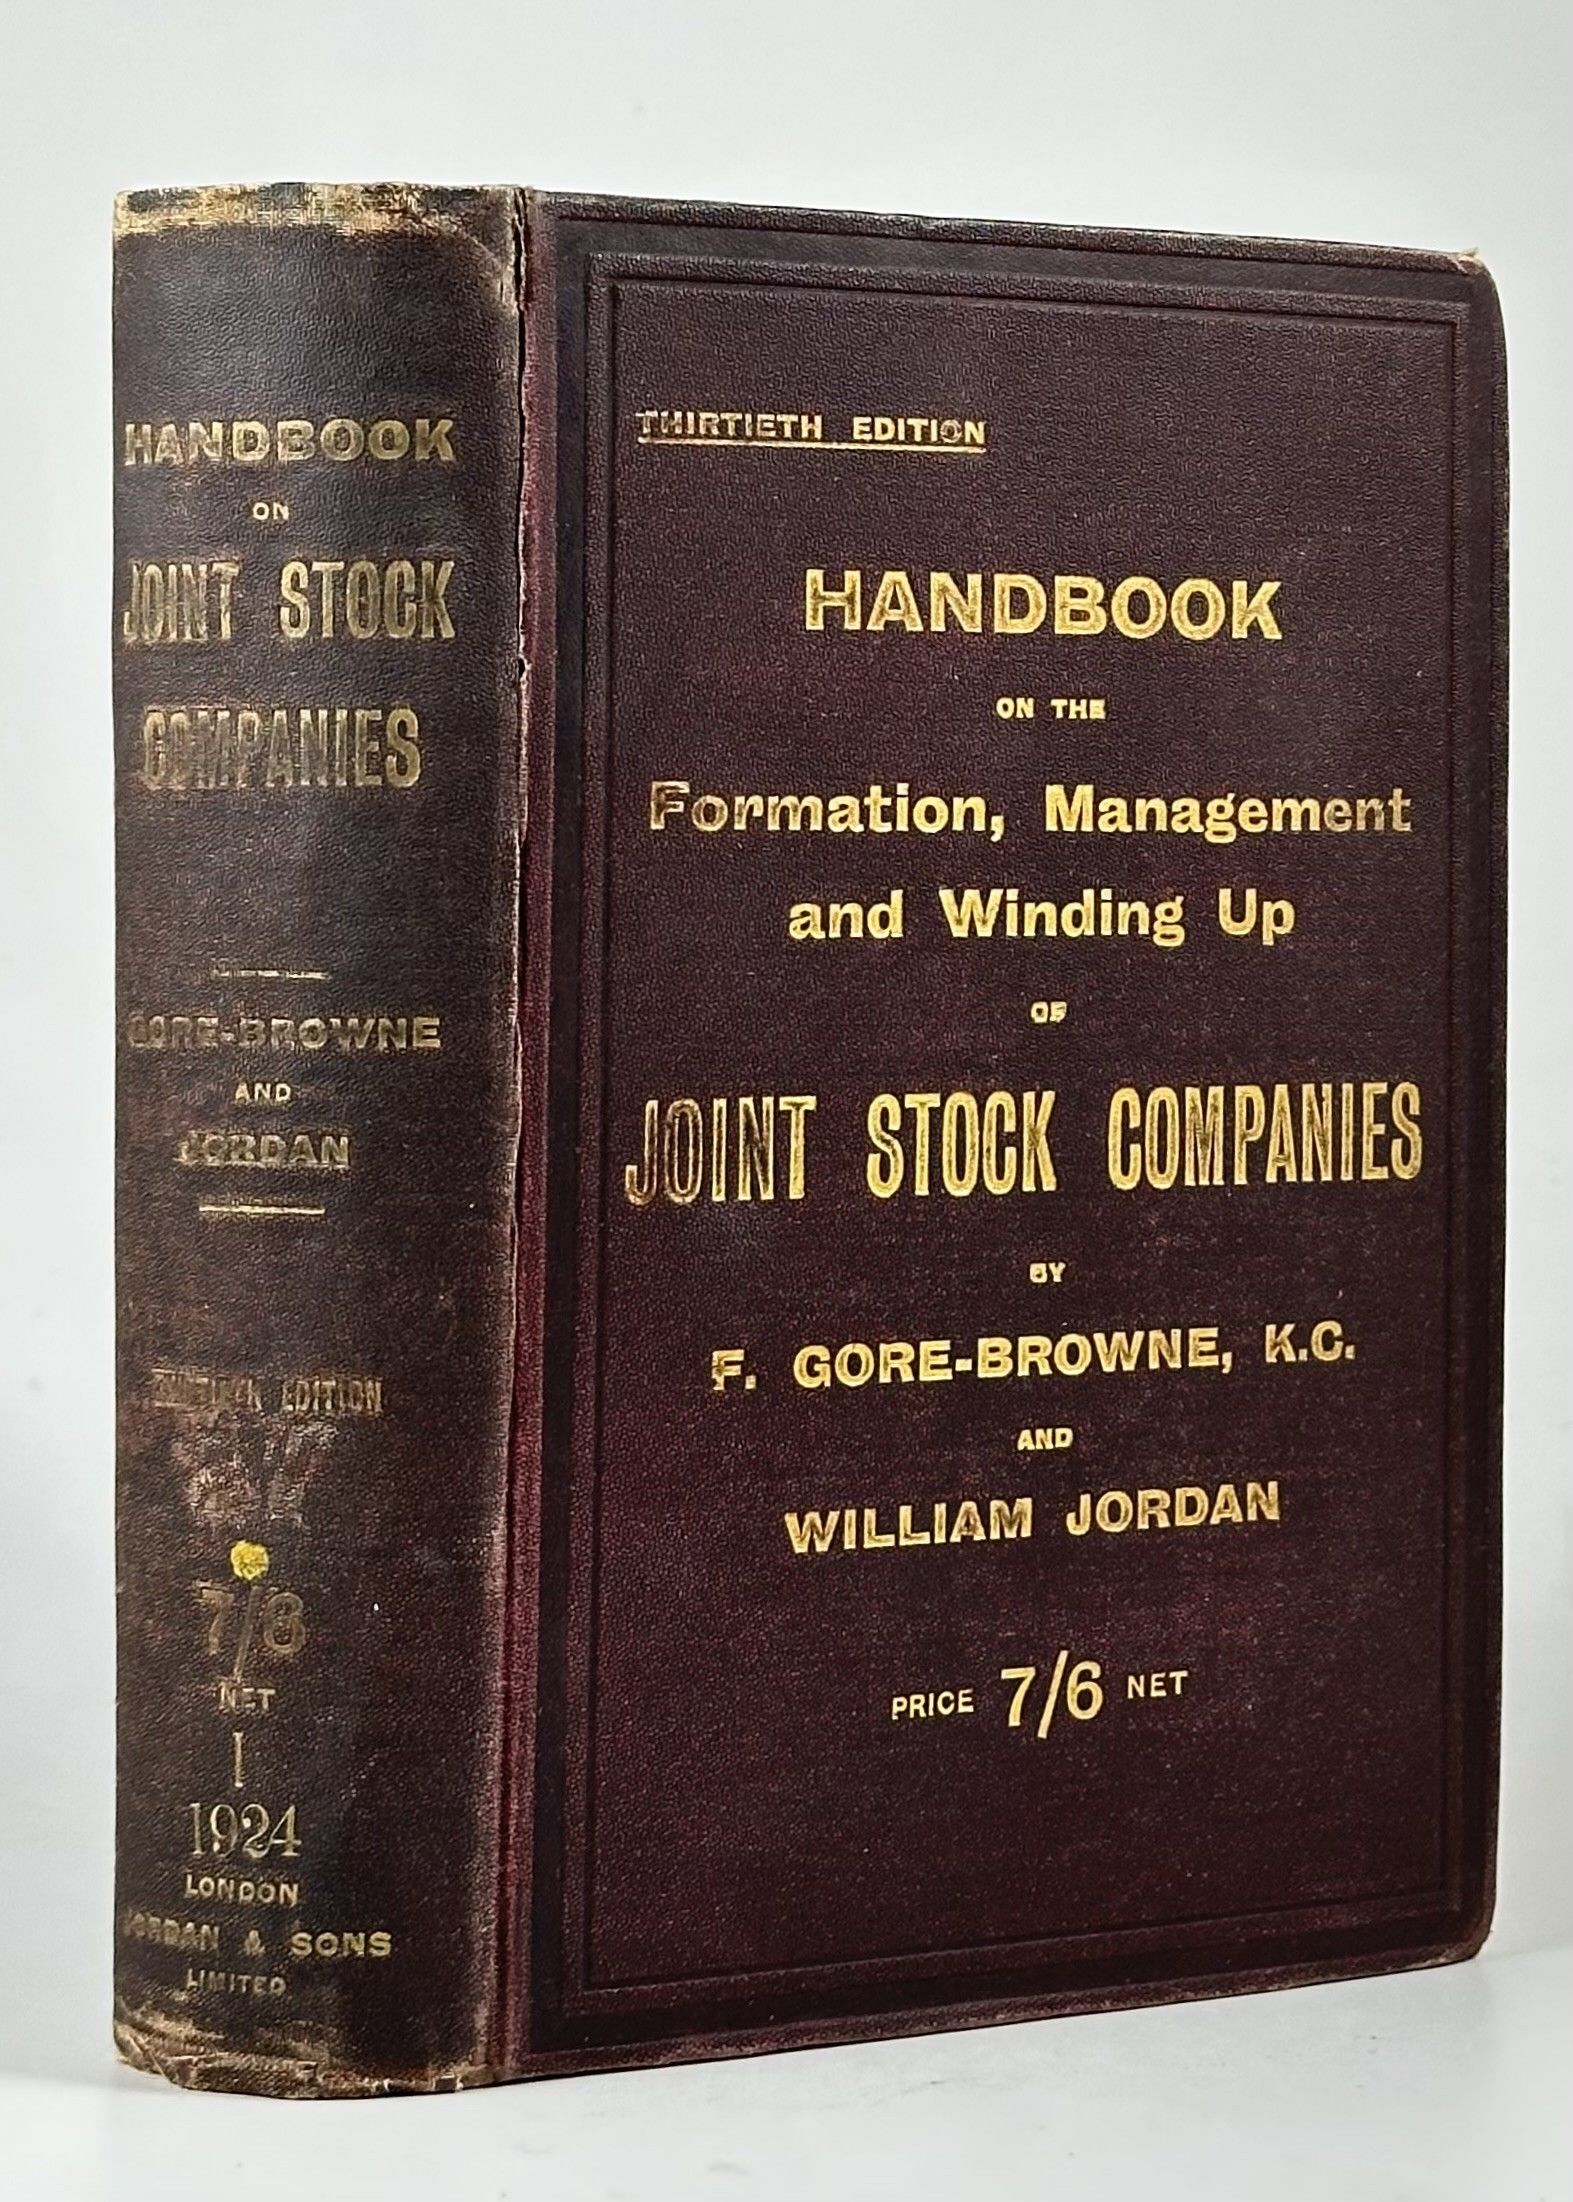 HANDBOOK
ON
JOINT STOCK
COMPANIES
GORE-BROWNE
AND
JORDAN
EDITION
7/6
NET
1
1924
LONDON
JORDAN & SONS
LIMITED
THIRTIETH EDITION
HANDBOOK
ON THE
Formation, Management
and Winding Up
OF
JOINT STOCK COMPANIES
BY
F. GORE-BROWNE, K.C.
AND
WILLIAM JORDAN
PRICE 7/6 NET